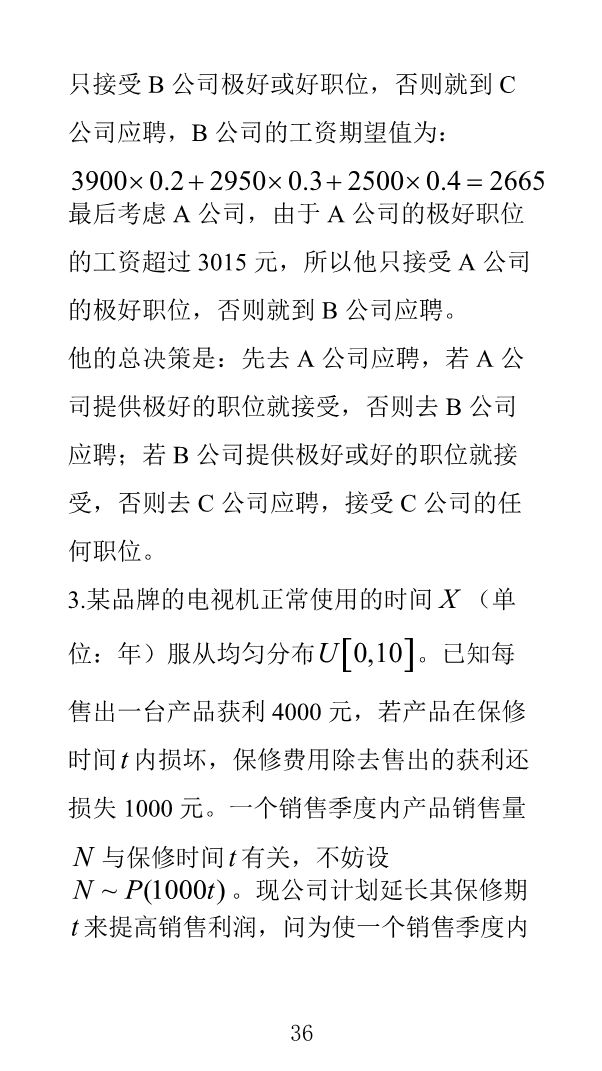 只接受 B 公司极好或好职位，否则就到 C
公司应聘，B 公司的工资期望值为：
3900× 0.2 + 2950× 0.3 + 2500× 0.4 = 2665
最后考虑 A 公司，由于 A 公司的极好职位
的工资超过 3015 元，所以他只接受 A 公司
的极好职位，否则就到 B 公司应聘。
他的总决策是：先去 A 公司应聘，若 A 公
司提供极好的职位就接受，否则去 B 公司
应聘；若 B 公司提供极好或好的职位就接
受，否则去 C 公司应聘，接受 C 公司的任
何职位。
3.某品牌的电视机正常使用的时间 X （单
位：年）服从均匀分布U[0,10]。已知每
售出一台产品获利 4000 元，若产品在保修
时间 t 内损坏，保修费用除去售出的获利还
损失 1000 元。一个销售季度内产品销售量
N 与保修时间 t 有关，不妨设
N ~ P(1000t) 。现公司计划延长其保修期
t 来提高销售利润，问为使一个销售季度内
36